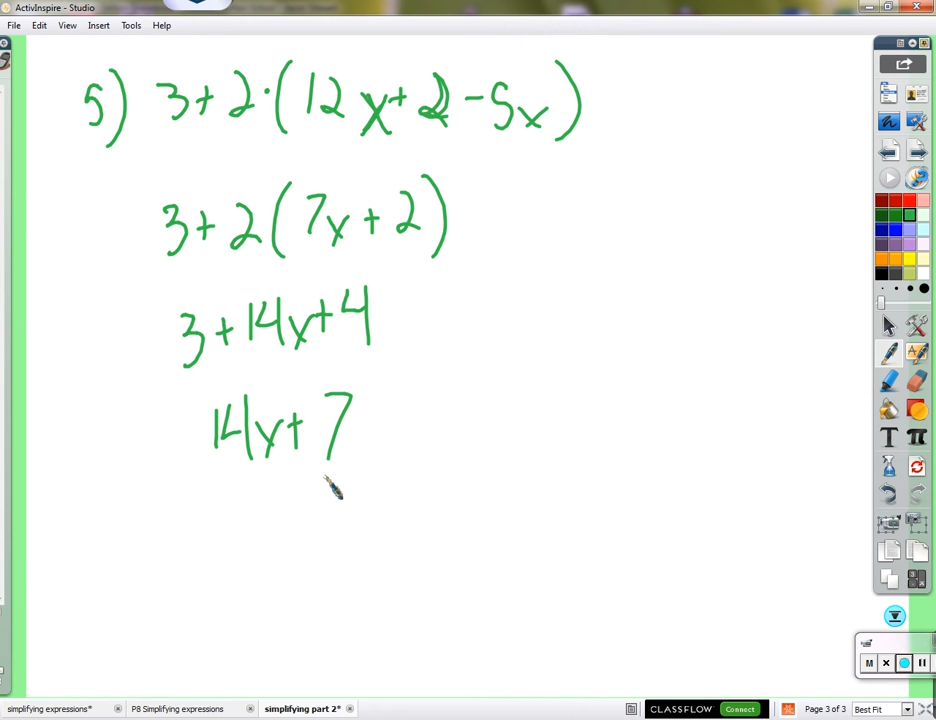 ActivInspire - Studio
File Edit View Insert Tools Help
5) 3+2·(12x+2-5x)
3+2(7x+2)
3+14x+4
14x+7
M
simplifying expressions* P8 Simplifying expressions simplifying part 2* CLASSFLOW Connect Page 3 of 3 Best Fit